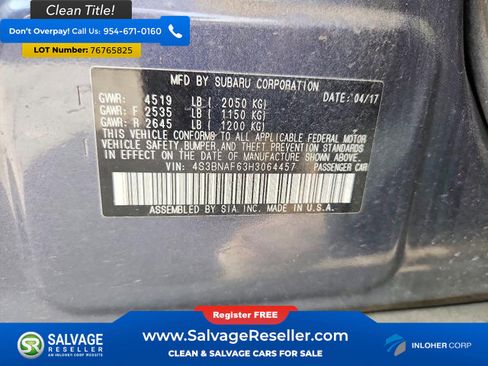 Clean Title!
Don't Overpay! Call Us: 954-671-0160
Lot Number: 76765825
MFD BY SUBARU CORPORATION
GVWR: 4519 LB ( 2050 KG) DATE: 04/17
GAWR: F 2535 LB ( 1150 KG)
GAWR: R 2645 LB ( 1200 KG)
THIS VEHICLE CONFORMS TO ALL APPLICABLE FEDERAL MOTOR
VEHICLE SAFETY, BUMPER, AND THEFT PREVENTION STANDARDS
IN EFFECT ON THE DATE OF MANUFACTURE SHOWN ABOVE.
VIN: 4S3BNAF63H3064457 PASSENGER CAR
ASSEMBLED BY SIA INC. MADE IN U.S.A.
Register FREE!
SALVAGE
RESELLER
AN INLOHER CORP WEBSITE
www.SalvageReseller.com
CLEAN & SALVAGE CARS FOR SALE
INLOHER CORP